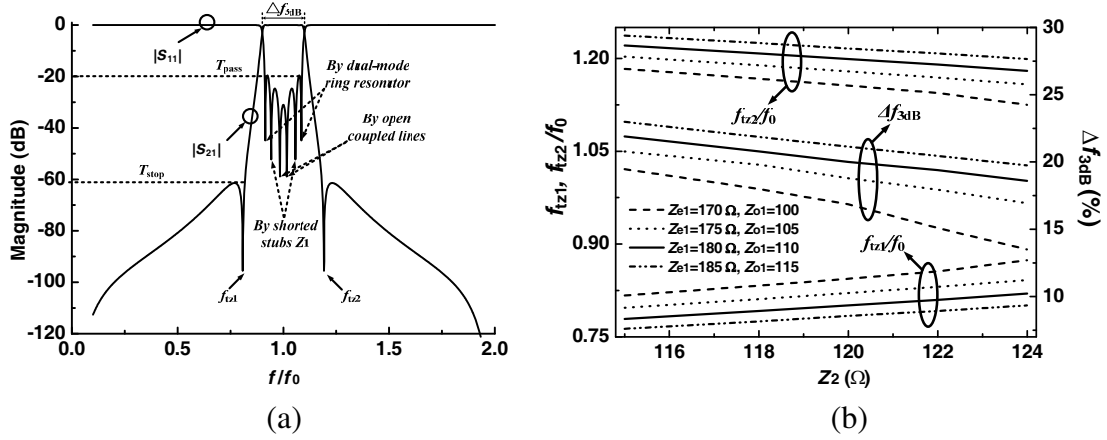 Δf3dB
0
|S11|
-20
Tpass
By dual-mode
ring resonutor
-40
By open
coupled lines
|S21|
-60
Tstop
-80
By shorted
stubs Z1
-100
ftz1
ftz2
-120
Magnitude (dB)
0.0 0.5 1.0 1.5 2.0
f/f0
(a)
1.20
1.05
0.90
0.75
ftz1, ftz2/f0
ftz2/f0
Δf3dB
Ze1=170 Ω, Zo1=100
Ze1=175 Ω, Zo1=105
Ze1=180 Ω, Zo1=110
Ze1=185 Ω, Zo1=115
ftz1/f0
30
25
20
15
10
Δf3dB (%)
116 118 120 122 124
Z2 (Ω)
(b)